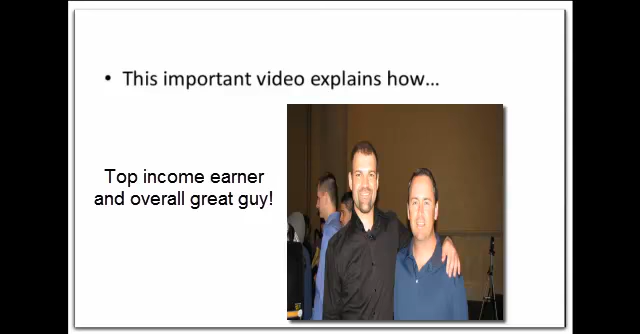 • This important video explains how...
Top income earner
and overall great guy!